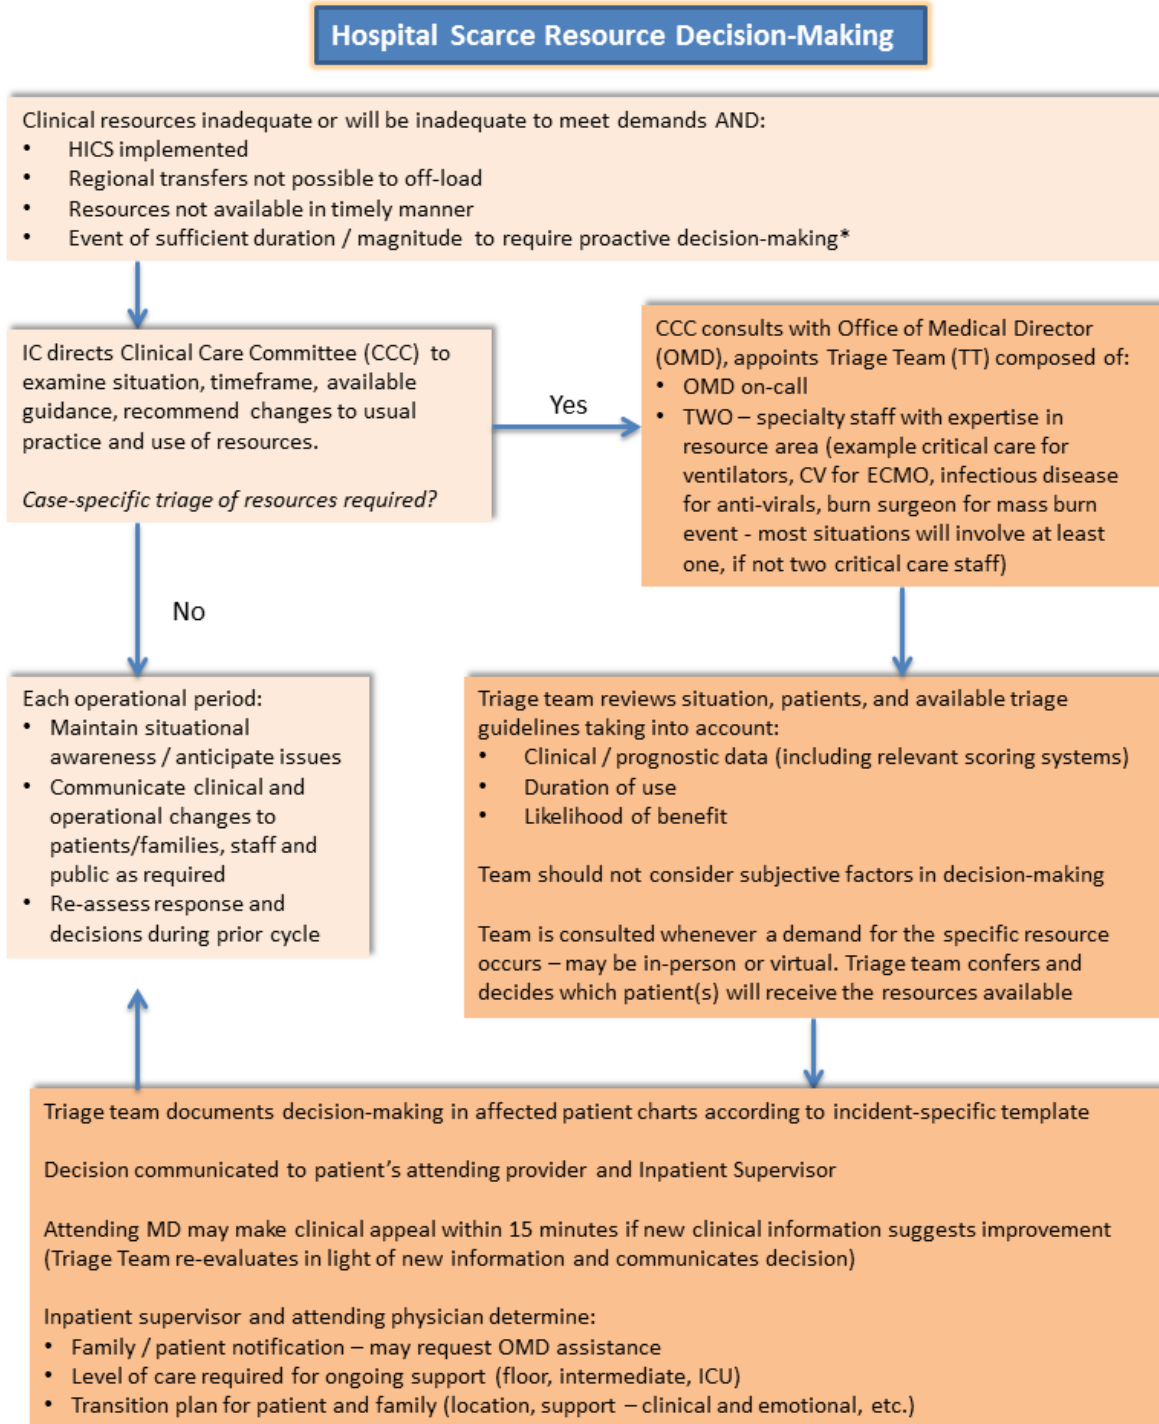 Hospital Scarce Resource Decision-Making
Clinical resources inadequate or will be inadequate to meet demands AND:
• HICS implemented
• Regional transfers not possible to off-load
• Resources not available in timely manner
• Event of sufficient duration / magnitude to require proactive decision-making*
IC directs Clinical Care Committee (CCC) to
examine situation, timeframe, available
guidance, recommend changes to usual
practice and use of resources.
Case-specific triage of resources required?
Yes
CCC consults with Office of Medical Director
(OMD), appoints Triage Team (TT) composed of:
• OMD on-call
• TWO – specialty staff with expertise in
resource area (example critical care for
ventilators, CV for ECMO, infectious disease
for anti-virals, burn surgeon for mass burn
event - most situations will involve at least
one, if not two critical care staff)
No
Each operational period:
• Maintain situational
awareness / anticipate issues
• Communicate clinical and
operational changes to
patients/families, staff and
public as required
• Re-assess response and
decisions during prior cycle
Triage team reviews situation, patients, and available triage
guidelines taking into account:
• Clinical / prognostic data (including relevant scoring systems)
• Duration of use
• Likelihood of benefit
Team should not consider subjective factors in decision-making
Team is consulted whenever a demand for the specific resource
occurs – may be in-person or virtual. Triage team confers and
decides which patient(s) will receive the resources available
Triage team documents decision-making in affected patient charts according to incident-specific template
Decision communicated to patient's attending provider and Inpatient Supervisor
Attending MD may make clinical appeal within 15 minutes if new clinical information suggests improvement
(Triage Team re-evaluates in light of new information and communicates decision)
Inpatient supervisor and attending physician determine:
• Family / patient notification – may request OMD assistance
• Level of care required for ongoing support (floor, intermediate, ICU)
• Transition plan for patient and family (location, support – clinical and emotional, etc.)